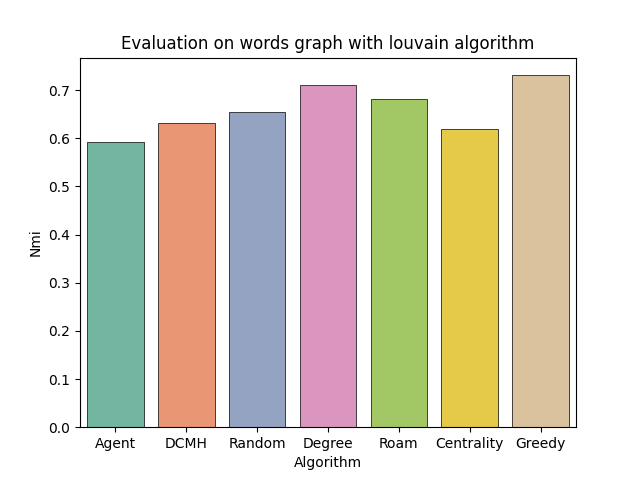 Evaluation on words graph with louvain algorithm
0.7
0.6
0.5
0.4
0.3
0.2
0.1
0.0
Nmi
Agent DCMH Random Degree Roam Centrality Greedy
Algorithm